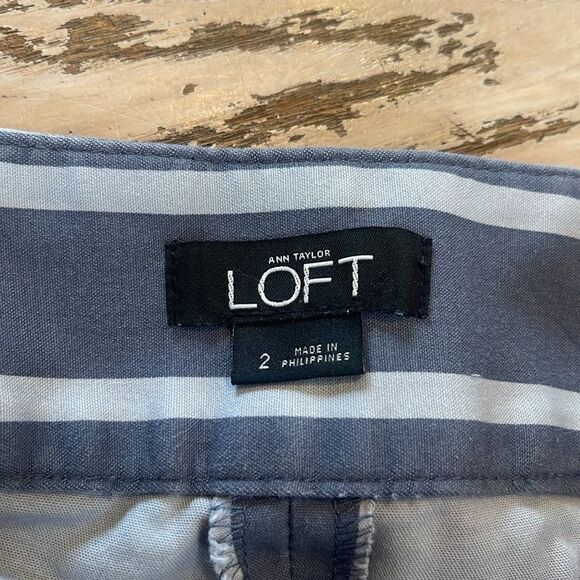 ANN TAYLOR
LOFT
2 MADE IN
PHILIPPINES